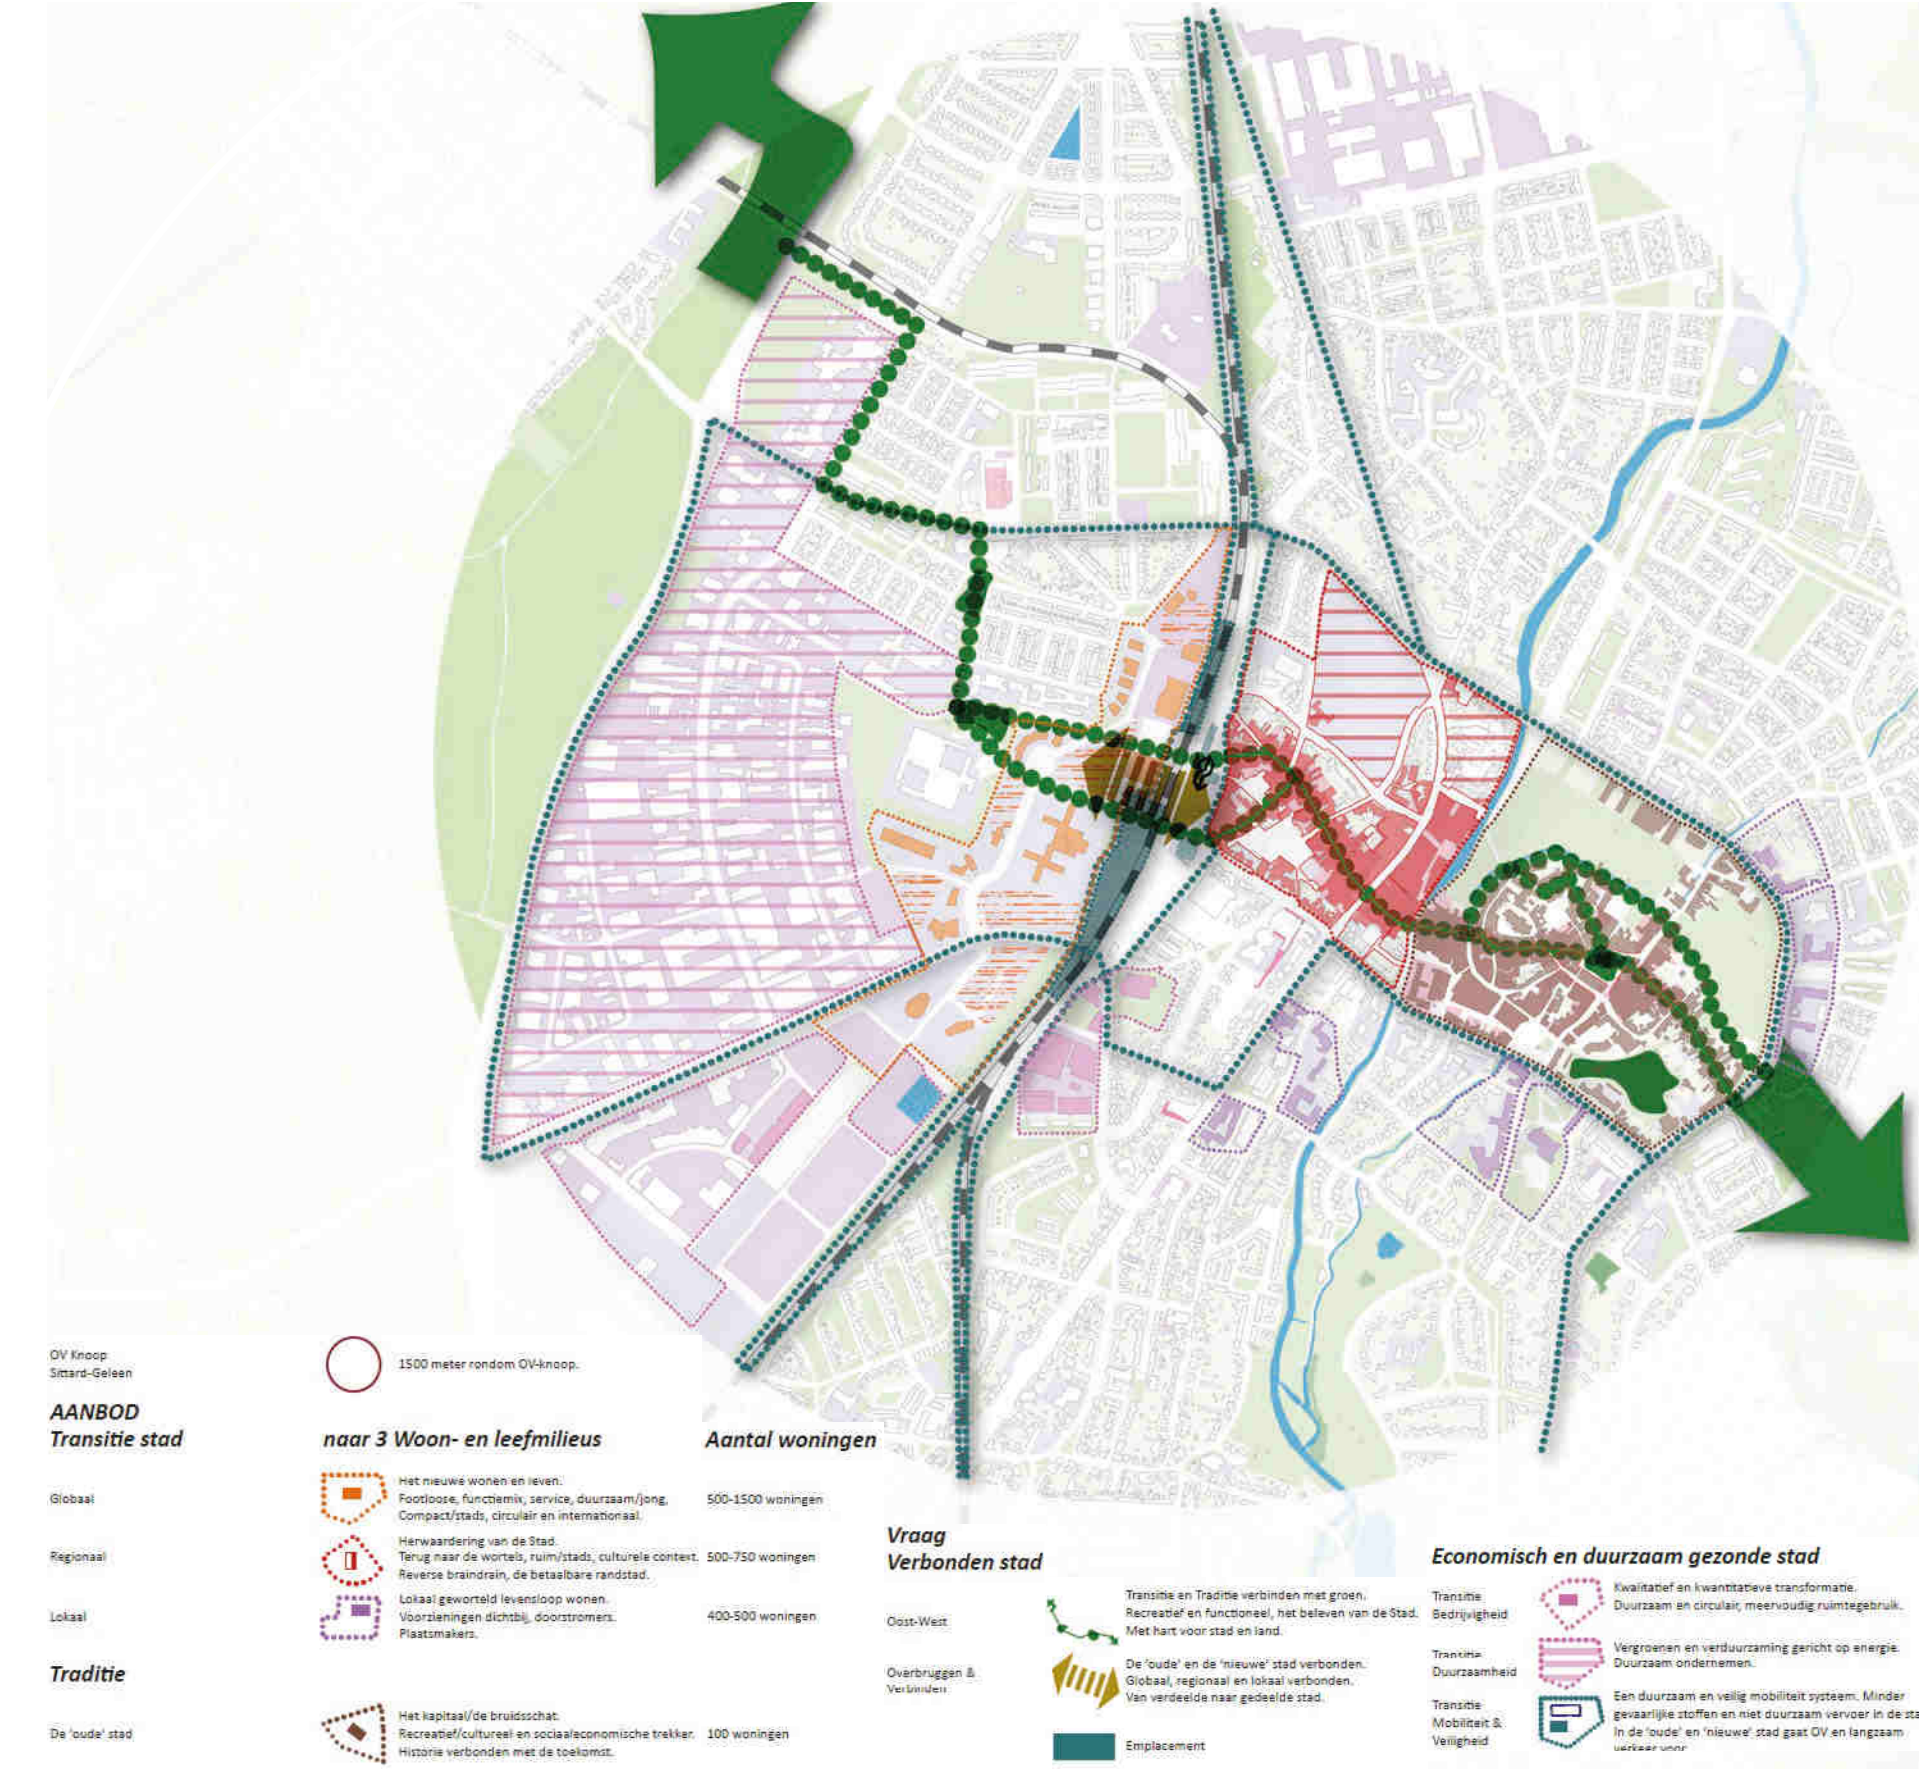 OV Knoop
Sittard-Geleen
1500 meter rondom OV-knoop.
AANBOD
Transitie stad
naar 3 Woon- en leefmilieus
Aantal woningen
Globaal
Het nieuwe wonen en leven.
Footloose, functiemix, service, duurzaam/jong,
Compact/stads, circulair en internationaal.
500-1500 woningen
Regionaal
Herwaardering van de Stad.
Terug naar de wortels, ruim/stads, culturele context.
Reverse braindrain, de betaalbare randstad.
500-750 woningen
Lokaal
Lokaal geworteld levensloop wonen.
Voorzieningen dichtbij, doorstromers.
Plaatsmakers.
400-500 woningen
Traditie
De 'oude' stad
Het kapitaal/de bruidsschat.
Recreatief/cultureel en sociaaleconomische trekker.
Historie verbonden met de toekomst.
100 woningen
Vraag
Verbonden stad
Oost-West
Transitie en Traditie verbinden met groen.
Recreatief en functioneel, het beleven van de Stad.
Met hart voor stad en land.
Overbruggen &
Verbinden
De 'oude' en de 'nieuwe' stad verbonden.
Globaal, regionaal en lokaal verbonden.
Van verdeelde naar gedeelde stad.
Emplacement
Economisch en duurzaam gezonde stad
Transitie
Bedrijvigheid
Kwalitatief en kwantitatieve transformatie.
Duurzaam en circulair, meervoudig ruimtegebruik.
Transitie
Duurzaamheid
Vergroenen en verduurzaming gericht op energie.
Duurzaam ondernemen.
Transitie
Mobiliteit &
Veiligheid
Een duurzaam en veilig mobiliteit systeem. Minder
gevaarlijke stoffen en niet duurzaam vervoer in de sta
In de 'oude' en 'nieuwe' stad gaat OV en langzaam
verkeer voor